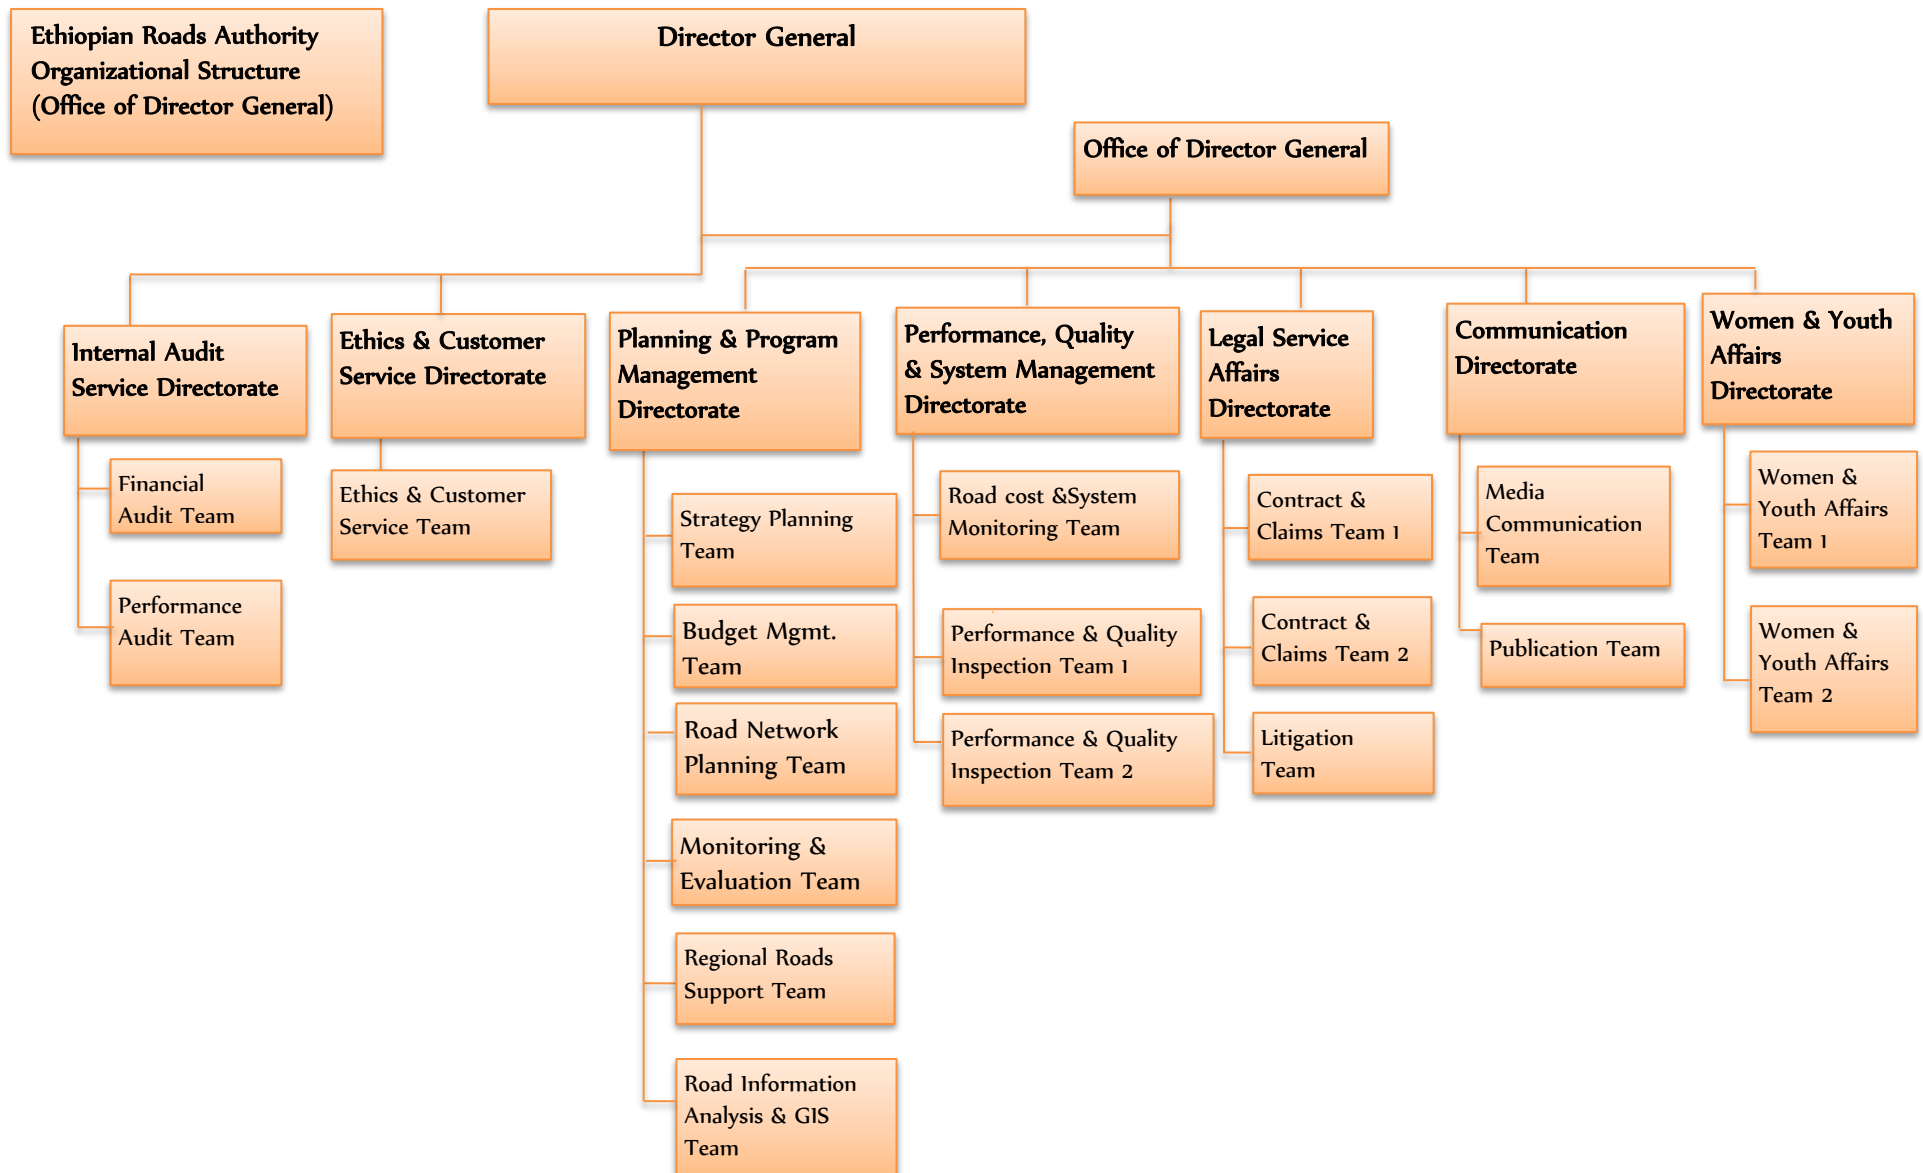 Ethiopian Roads Authority
Organizational Structure
(Office of Director General)
Director General
Office of Director General
Internal Audit
Service Directorate
Financial
Audit Team
Performance
Audit Team
Ethics & Customer
Service Directorate
Ethics & Customer
Service Team
Planning & Program
Management
Directorate
Strategy Planning
Team
Budget Mgmt.
Team
Road Network
Planning Team
Monitoring &
Evaluation Team
Regional Roads
Support Team
Road Information
Analysis & GIS
Team
Performance, Quality
& System Management
Directorate
Road cost &System
Monitoring Team
Performance & Quality
Inspection Team 1
Performance & Quality
Inspection Team 2
Legal Service
Affairs
Directorate
Contract &
Claims Team 1
Contract &
Claims Team 2
Litigation
Team
Communication
Directorate
Media
Communication
Team
Publication Team
Women & Youth
Affairs
Directorate
Women &
Youth Affairs
Team 1
Women &
Youth Affairs
Team 2